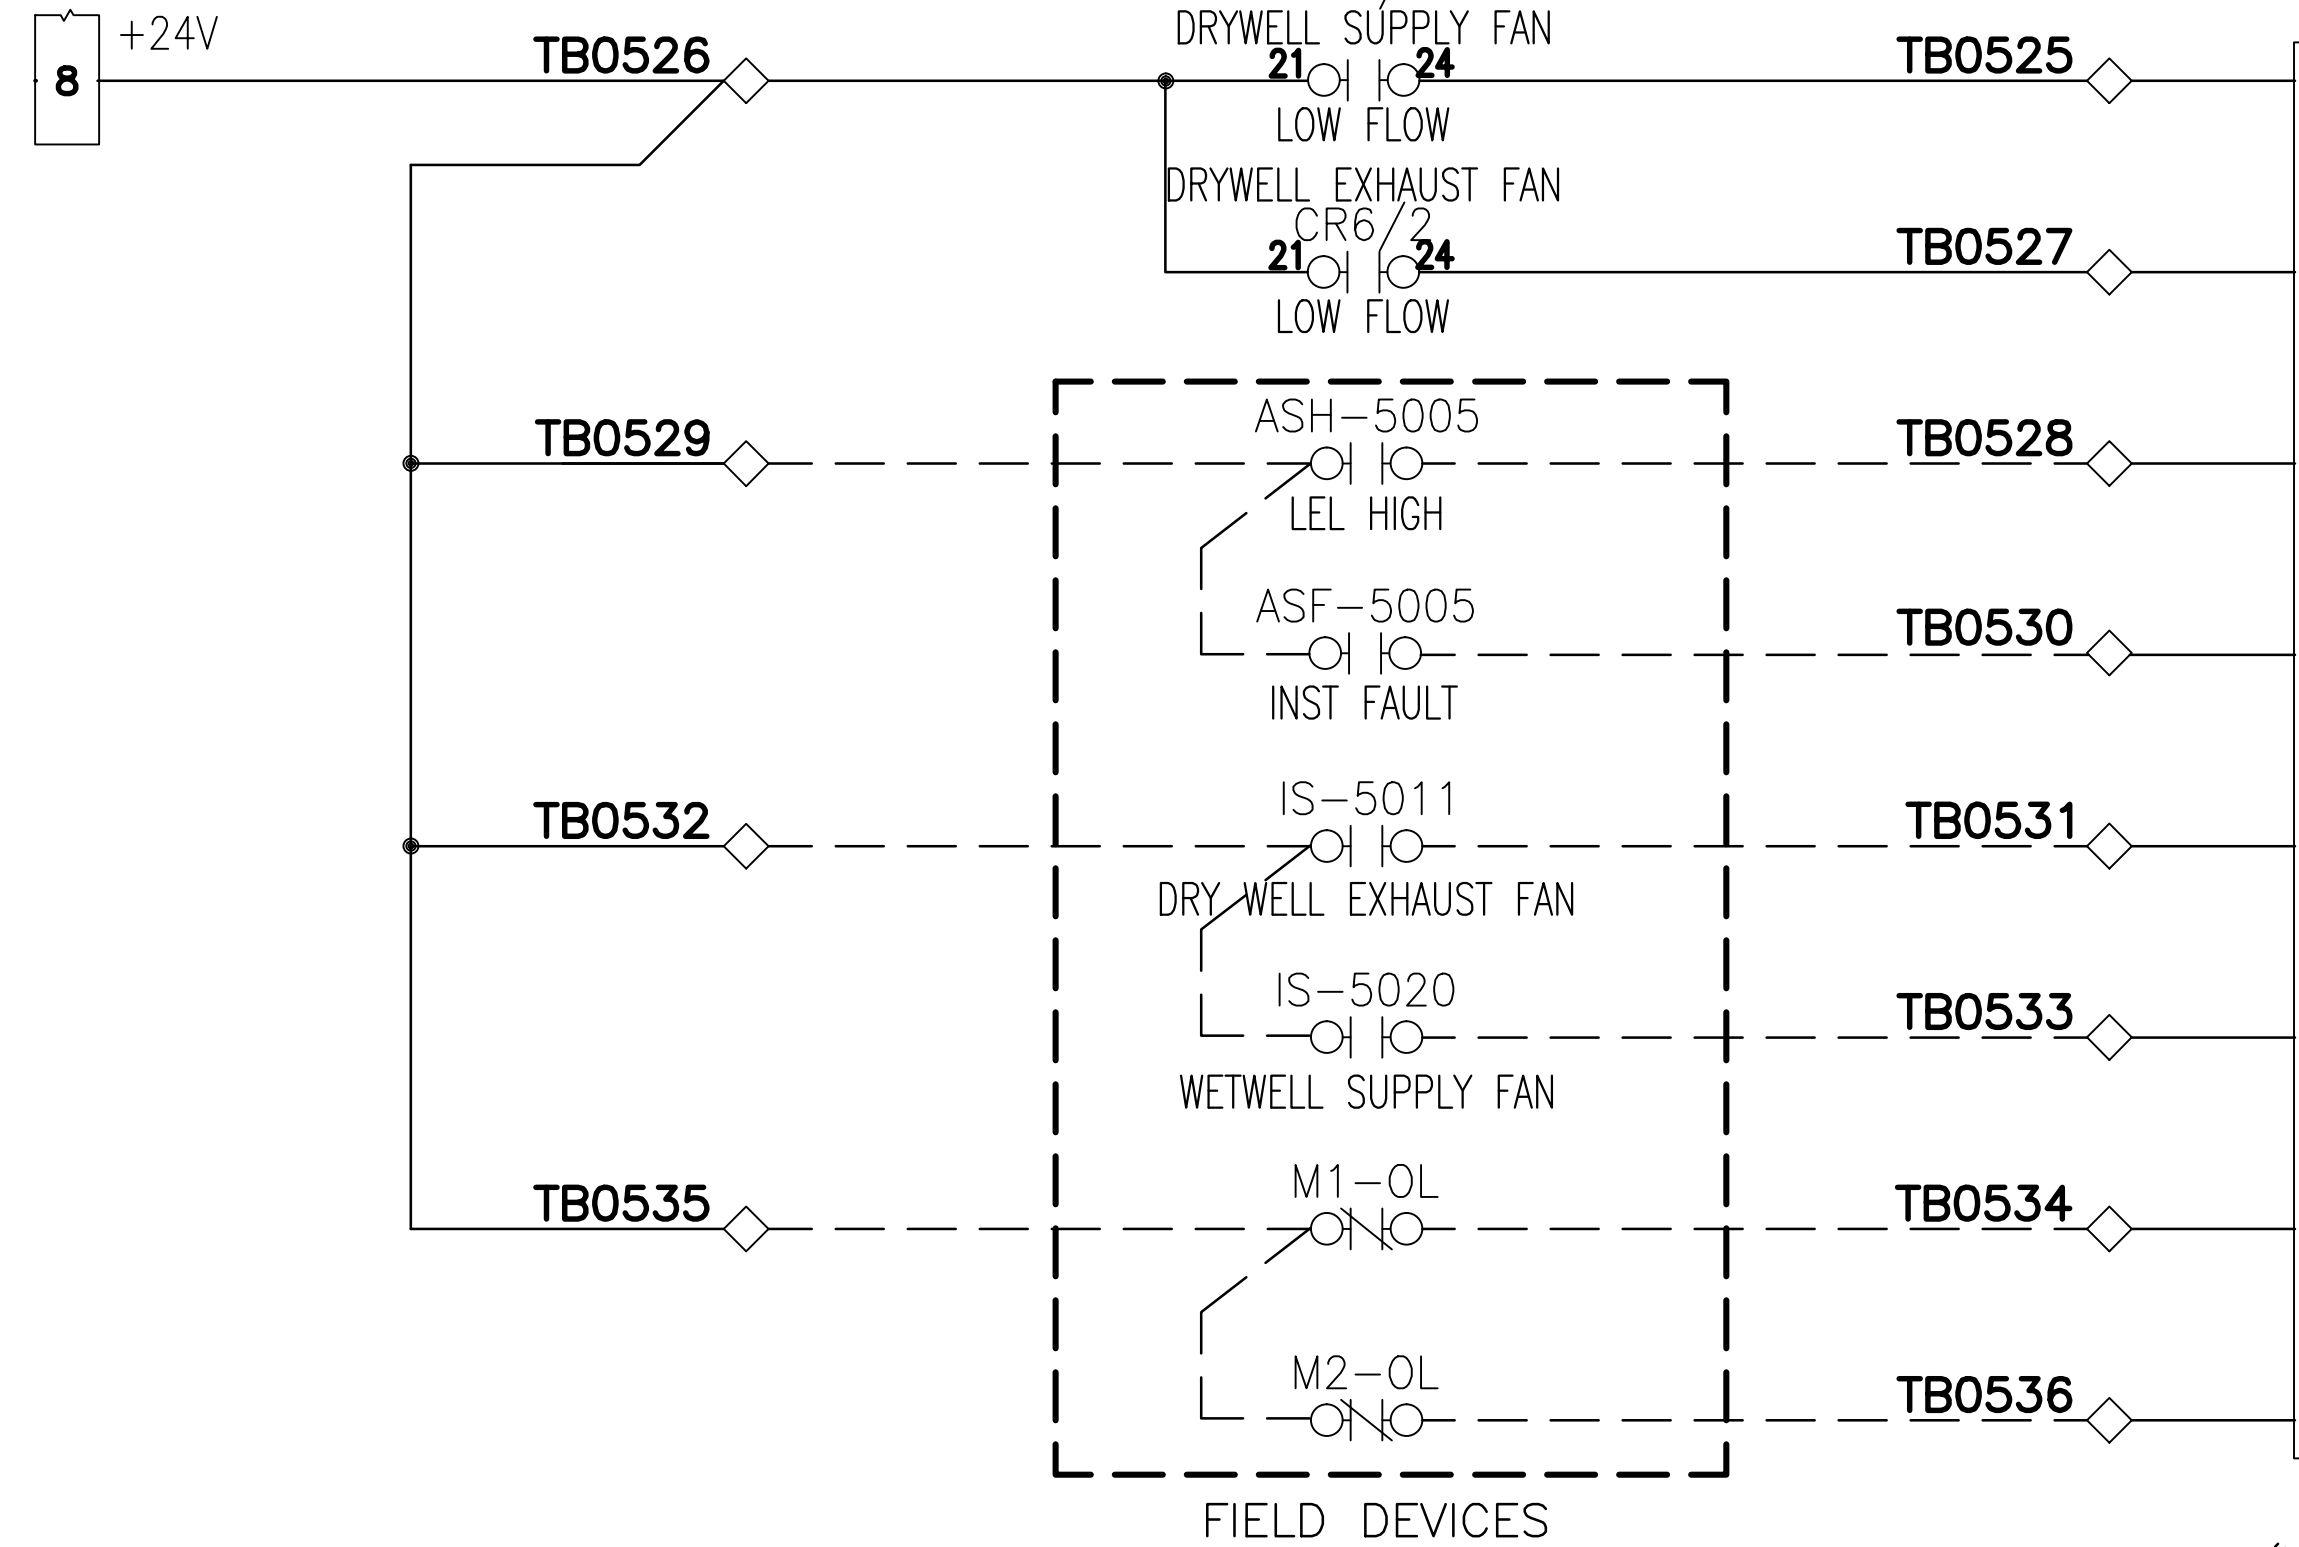 +24V
8
TB0526
DRYWELL SUPPLY FAN
21 24
TB0525
LOW FLOW
DRYWELL EXHAUST FAN
CR6/2
21 24
TB0527
LOW FLOW
TB0529
ASH-5005
TB0528
LEL HIGH
ASF-5005
TB0530
INST FAULT
TB0532
IS-5011
TB0531
DRY WELL EXHAUST FAN
IS-5020
TB0533
WETWELL SUPPLY FAN
TB0535
M1-OL
TB0534
M2-OL
TB0536
FIELD DEVICES